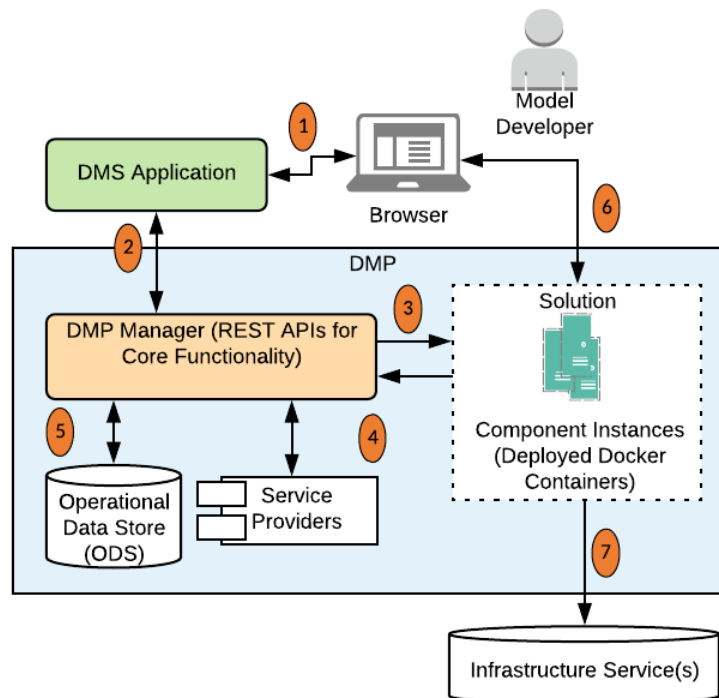 Model
Developer
1
DMS Application
Browser
6
2
DMP
DMP Manager (REST APIs for
Core Functionality)
3
Solution
Component Instances
(Deployed Docker
Containers)
5
4
Operational
Data Store
(ODS)
Service
Providers
7
Infrastructure Service(s)